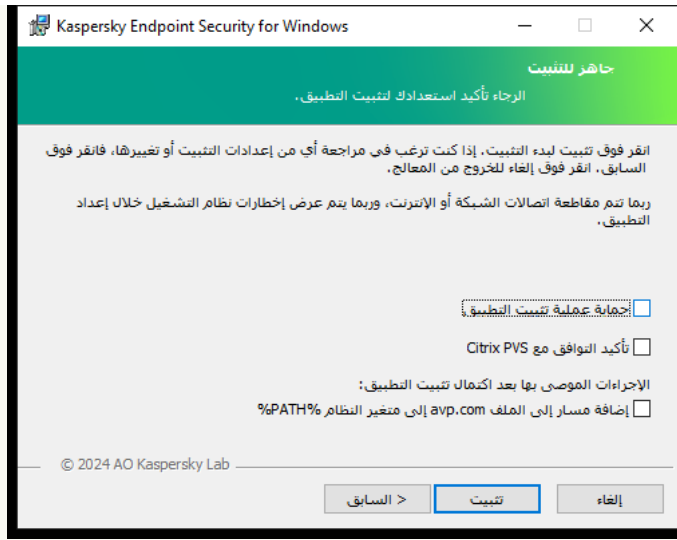 Kaspersky Endpoint Security for Windows
جاهز للتثبيت
الرجاء تأكيد استعدادك لتثبيت التطبيق.
انقر فوق تثبيت لبدء التثبيت. إذا كنت ترغب في مراجعة أي من إعدادات التثبيت أو تغييرها، فانقر فوق
السابق. انقر فوق إلغاء للخروج من المعالج.
ربما تتم مقاطعة اتصالات الشبكة أو الإنترنت، وربما يتم عرض إخطارات نظام التشغيل خلال إعداد
التطبيق.
حماية عملية تثبيت التطبيق
تأكيد التوافق مع Citrix PVS
الإجراءات الموصى بها بعد اكتمال تثبيت التطبيق:
إضافة مسار إلى الملف avp.com إلى متغير النظام %PATH%
© 2024 AO Kaspersky Lab
< السابق
تثبيت
إلغاء